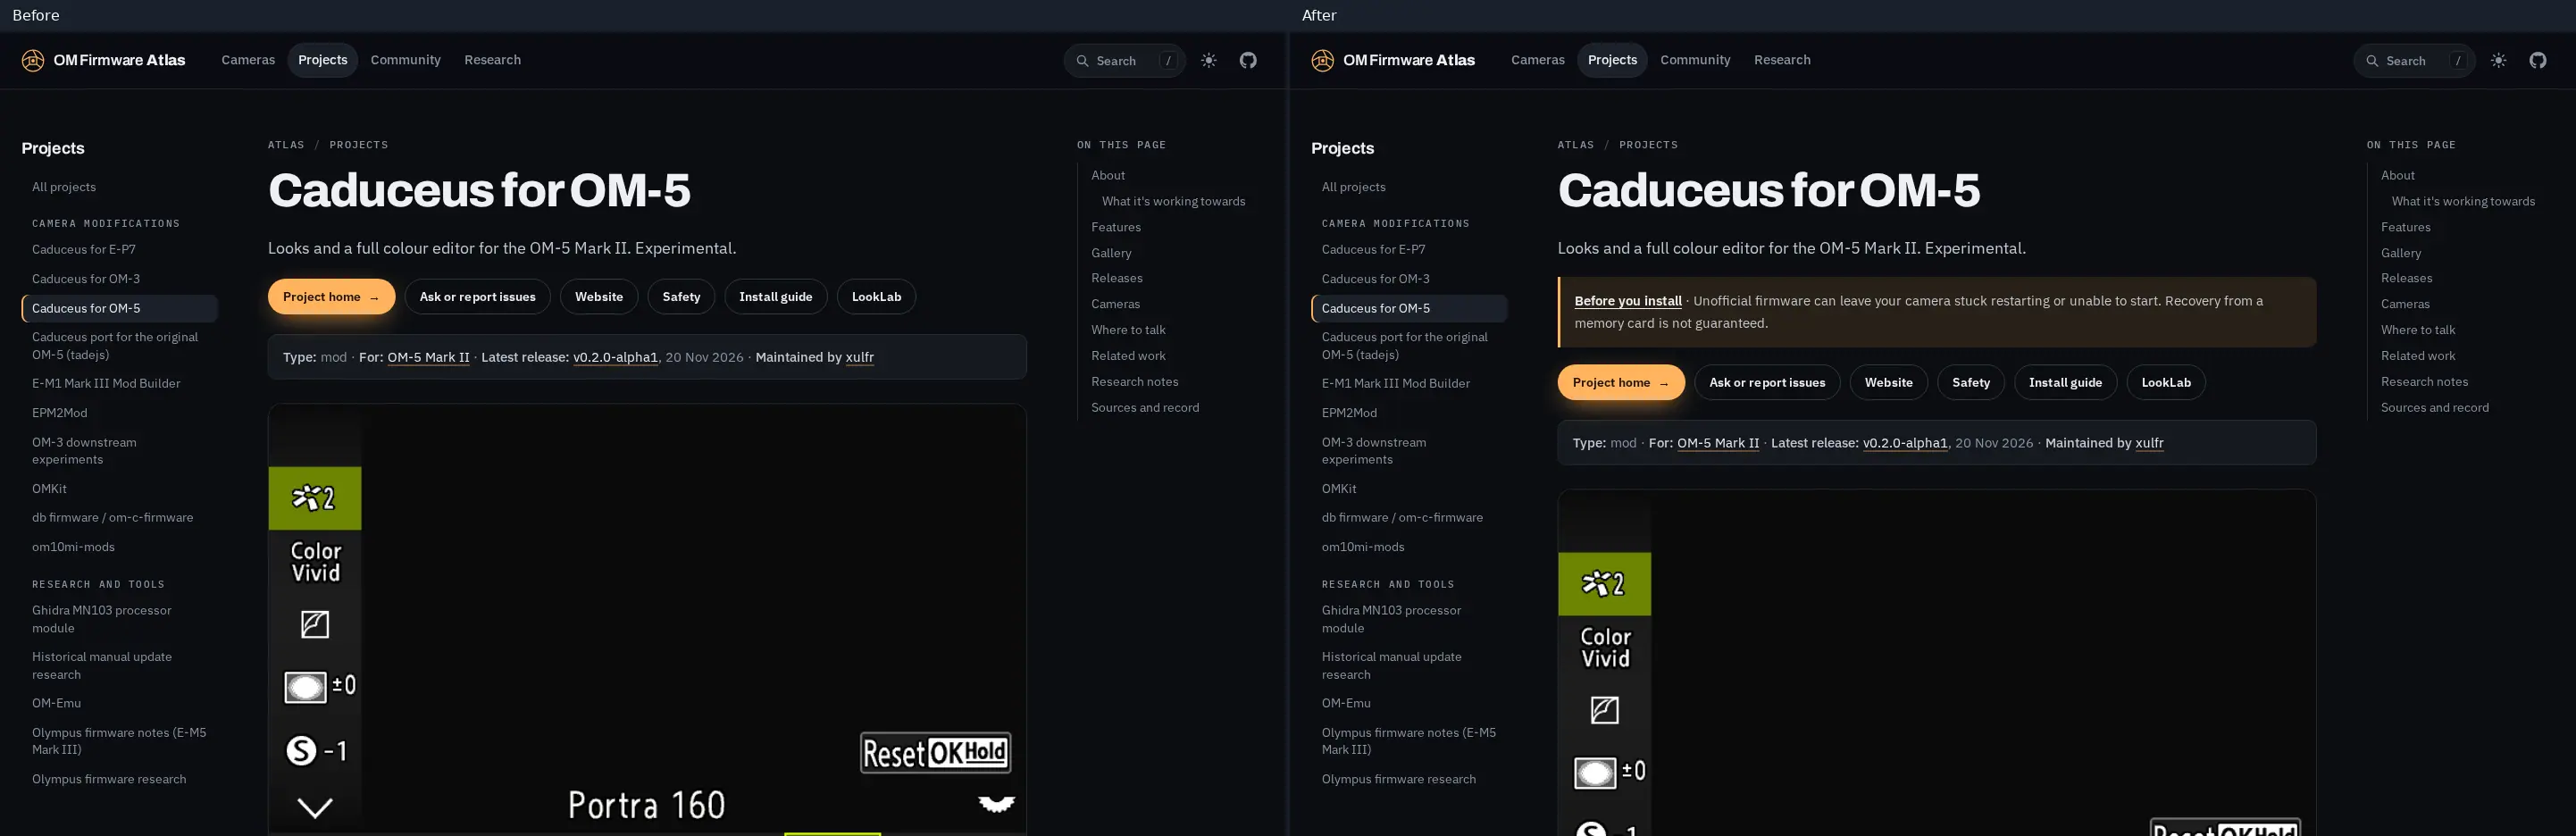 Before
OM Firmware Atlas
Cameras
Projects
Community
Research
Search /
Projects
All projects
CAMERA MODIFICATIONS
Caduceus for E-P7
Caduceus for OM-3
Caduceus for OM-5
Caduceus port for the original
OM-5 (tadejs)
E-M1 Mark III Mod Builder
EPM2Mod
OM-3 downstream
experiments
OMKit
db firmware / om-c-firmware
om10mi-mods
RESEARCH AND TOOLS
Ghidra MN103 processor
module
Historical manual update
research
OM-Emu
Olympus firmware notes (E-M5
Mark III)
Olympus firmware research
ATLAS / PROJECTS
Caduceus for OM-5
Looks and a full colour editor for the OM-5 Mark II. Experimental.
Project home →
Ask or report issues
Website
Safety
Install guide
LookLab
Type: mod · For: OM-5 Mark II · Latest release: v0.2.0-alpha1, 20 Nov 2026 · Maintained by xulfr
2
Color
Vivid
±0
S -1
Reset OK Hold
Portra 160
ON THIS PAGE
About
What it's working towards
Features
Gallery
Releases
Cameras
Where to talk
Related work
Research notes
Sources and record
After
OM Firmware Atlas
Cameras
Projects
Community
Research
Search /
Projects
All projects
CAMERA MODIFICATIONS
Caduceus for E-P7
Caduceus for OM-3
Caduceus for OM-5
Caduceus port for the original
OM-5 (tadejs)
E-M1 Mark III Mod Builder
EPM2Mod
OM-3 downstream
experiments
OMKit
db firmware / om-c-firmware
om10mi-mods
RESEARCH AND TOOLS
Ghidra MN103 processor
module
Historical manual update
research
OM-Emu
Olympus firmware notes (E-M5
Mark III)
Olympus firmware research
ATLAS / PROJECTS
Caduceus for OM-5
Looks and a full colour editor for the OM-5 Mark II. Experimental.
Before you install · Unofficial firmware can leave your camera stuck restarting or unable to start. Recovery from a
memory card is not guaranteed.
Project home →
Ask or report issues
Website
Safety
Install guide
LookLab
Type: mod · For: OM-5 Mark II · Latest release: v0.2.0-alpha1, 20 Nov 2026 · Maintained by xulfr
2
Color
Vivid
±0
S -1
Reset OK Hold
ON THIS PAGE
About
What it's working towards
Features
Gallery
Releases
Cameras
Where to talk
Related work
Research notes
Sources and record